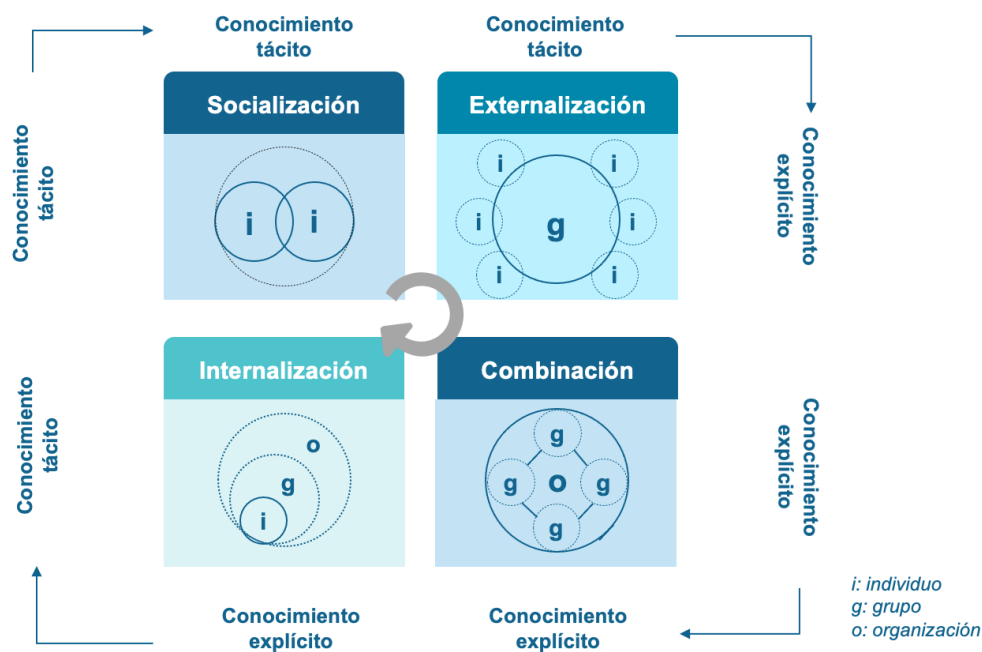 Conocimiento
tácito
Conocimiento
tácito
Conocimiento
tácito
Socialización
i
i
Externalización
i
i
i
g
i
i
i
Conocimiento
explícito
Conocimiento
tácito
Internalización
o
g
i
Combinación
g
g
o
g
g
Conocimiento
explícito
Conocimiento
explícito
Conocimiento
explícito
i: individuo
g: grupo
o: organización